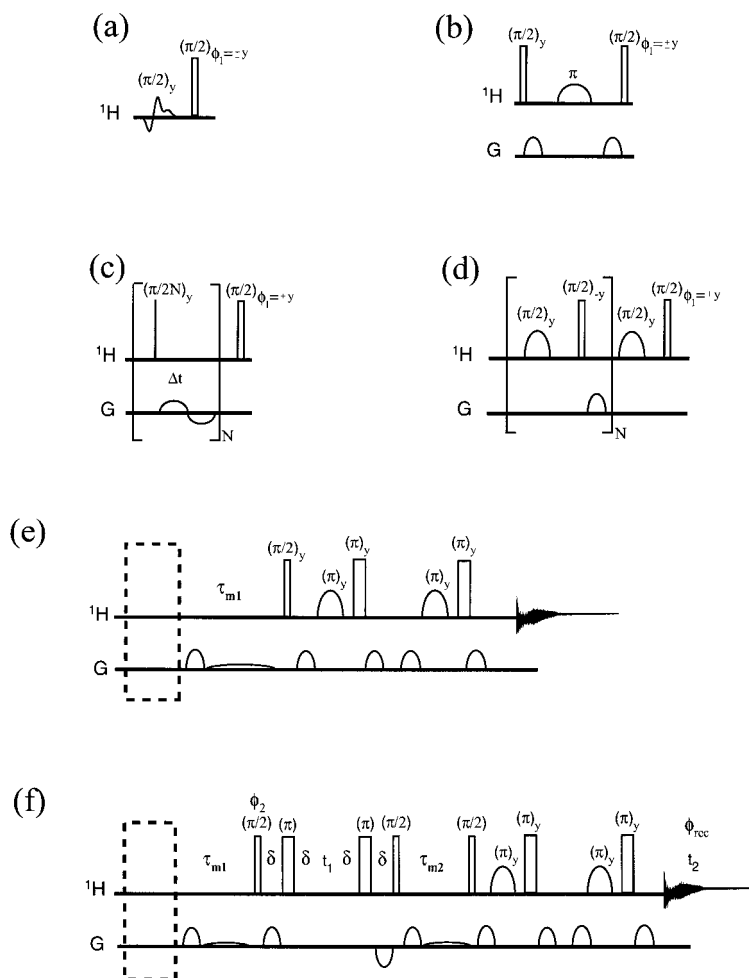 (a)
(π/2)ϕ₁=±y
(π/2)y
¹H
(b)
(π/2)y
(π/2)ϕ₁=±y
π
¹H
G
(c)
(π/2N)y
(π/2)ϕ₁=+y
¹H
Δt
G
N
(d)
(π/2)y
(π/2)-y
(π/2)y
(π/2)ϕ₁=+y
¹H
G
N
(e)
τm1
(π/2)y
(π)y
(π)y
(π)y
(π)y
¹H
G
(f)
ϕ₂
(π/2) (π) (π) (π/2) (π/2) (π)y (π)y ϕrec
τm1 δ δ t₁ δ δ τm2 (π)y (π)y t₂
¹H
G